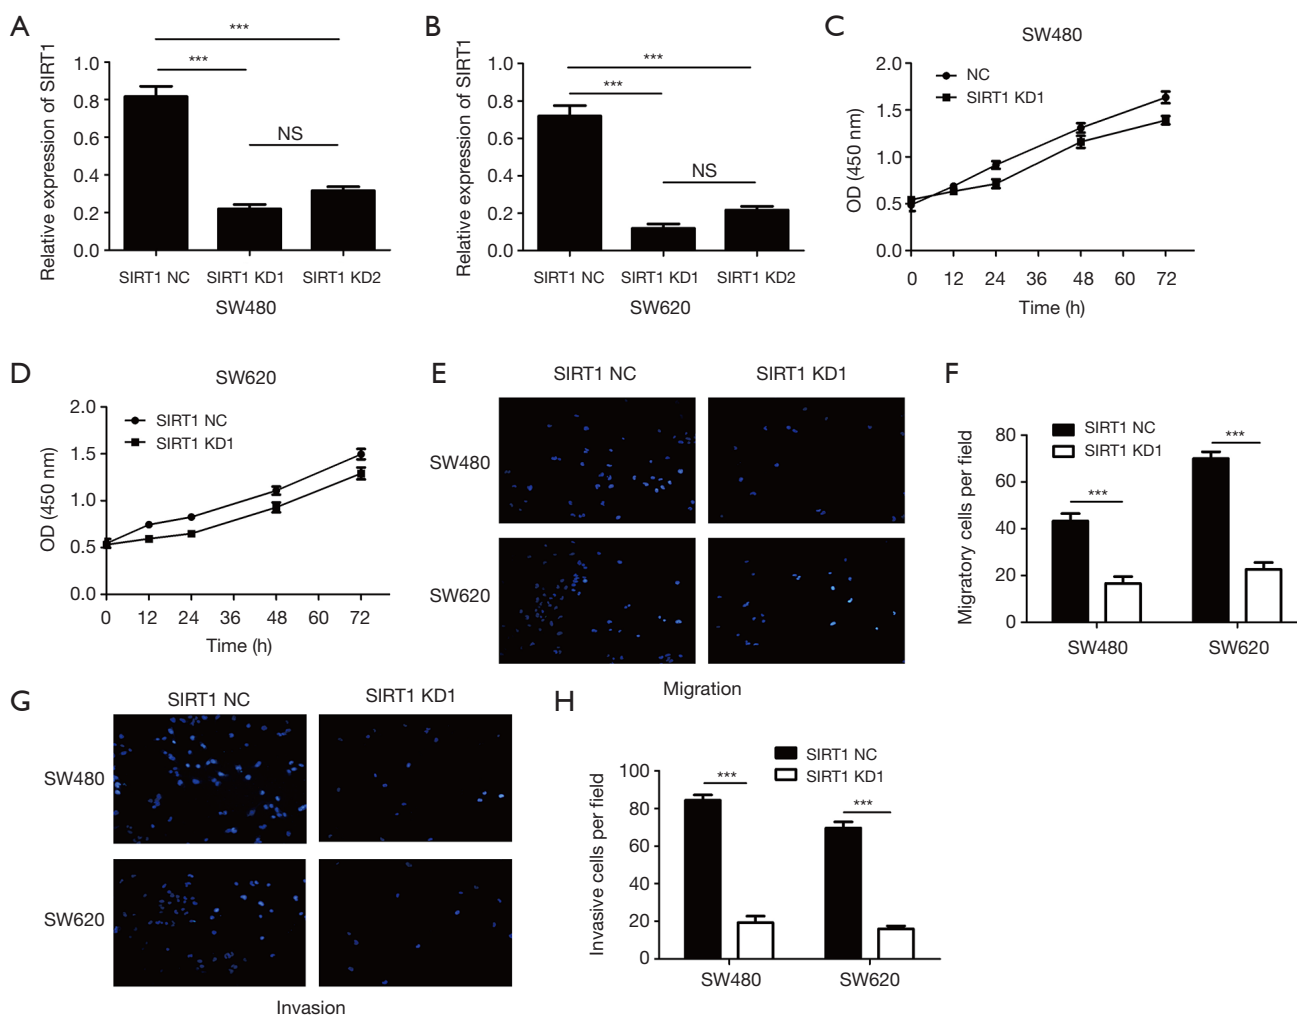 A
Relative expression of SIRT1
1.0
0.8
0.6
0.4
0.2
0.0
***
***
NS
SIRT1 NC
SIRT1 KD1
SIRT1 KD2
SW480
B
Relative expression of SIRT1
1.0
0.8
0.6
0.4
0.2
0.0
***
***
NS
SIRT1 NC
SIRT1 KD1
SIRT1 KD2
SW620
C
SW480
NC
SIRT1 KD1
OD (450 nm)
2.0
1.5
1.0
0.5
0.0
0 12 24 36 48 60 72
Time (h)
D
SW620
SIRT1 NC
SIRT1 KD1
OD (450 nm)
2.0
1.5
1.0
0.5
0.0
0 12 24 36 48 60 72
Time (h)
E
SIRT1 NC
SIRT1 KD1
SW480
SW620
Migration
F
SIRT1 NC
SIRT1 KD1
Migratory cells per field
80
60
40
20
0
***
***
SW480
SW620
G
SIRT1 NC
SIRT1 KD1
SW480
SW620
Invasion
H
SIRT1 NC
SIRT1 KD1
Invasive cells per field
100
80
60
40
20
0
***
***
SW480
SW620